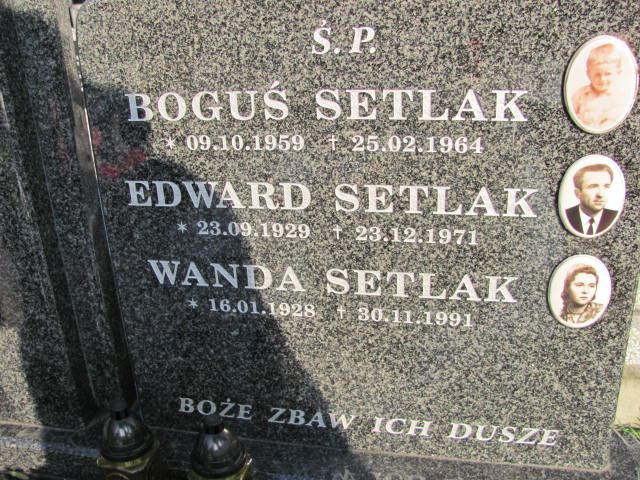 Ś.P.
BOGUŚ SETLAK
* 09.10.1959 † 25.02.1964
EDWARD SETLAK
* 23.09.1929 † 23.12.1971
WANDA SETLAK
* 16.01.1928 † 30.11.1991
BOŻE ZBAW ICH DUSZE